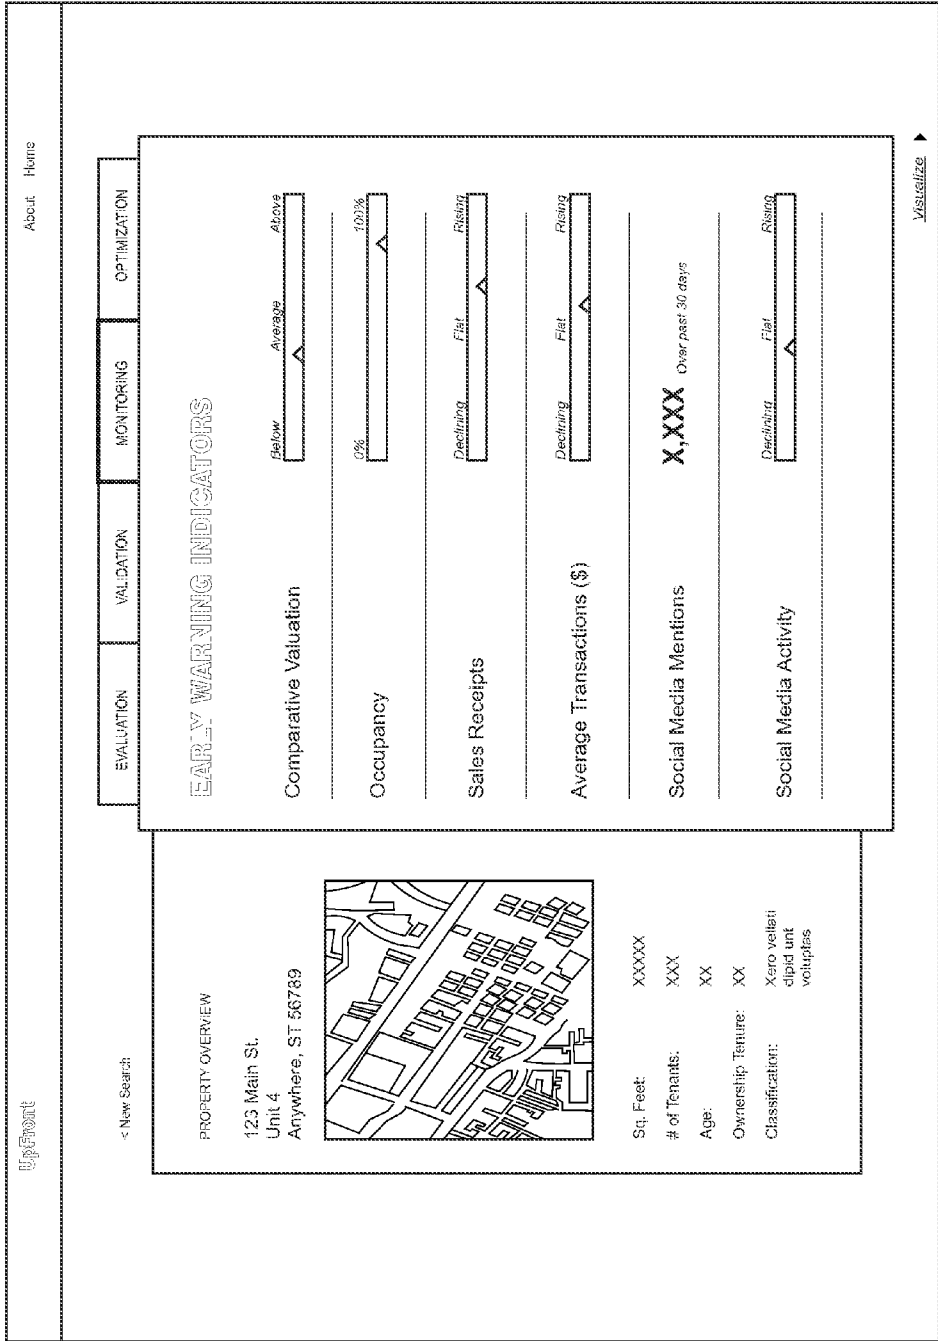 UpFront
About Home
< New Search
EVALUATION
VALIDATION
MONITORING
OPTIMIZATION
PROPERTY OVERVIEW
123 Main St.
Unit 4
Anywhere, ST 56789
Sq. Feet: XXXXX
# of Tenants: XXX
Age: XX
Ownership Tenure: XX
Classification: Xero vellati
dipid unt
voluptas
EARLY WARNING INDICATORS
Comparative Valuation
Below Average Above
Occupancy
0% 100%
Sales Receipts
Declining Flat Rising
Average Transactions ($)
Declining Flat Rising
Social Media Mentions
X,XXX Over past 30 days
Social Media Activity
Declining Flat Rising
Visualize